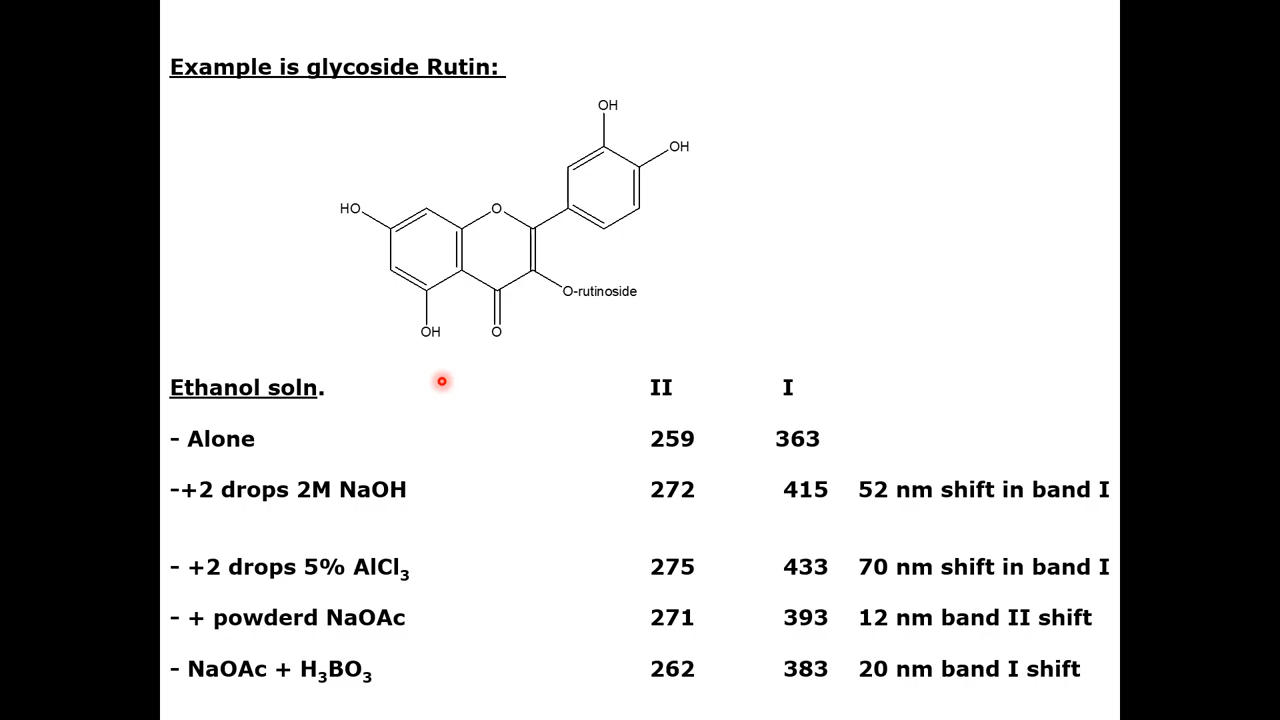 Example is glycoside Rutin:
OH
OH
HO
O
O-rutinoside
OH
O
Ethanol soln. II I
- Alone 259 363
-+2 drops 2M NaOH 272 415 52 nm shift in band I
- +2 drops 5% AlCl₃ 275 433 70 nm shift in band I
- + powderd NaOAc 271 393 12 nm band II shift
- NaOAc + H₃BO₃ 262 383 20 nm band I shift